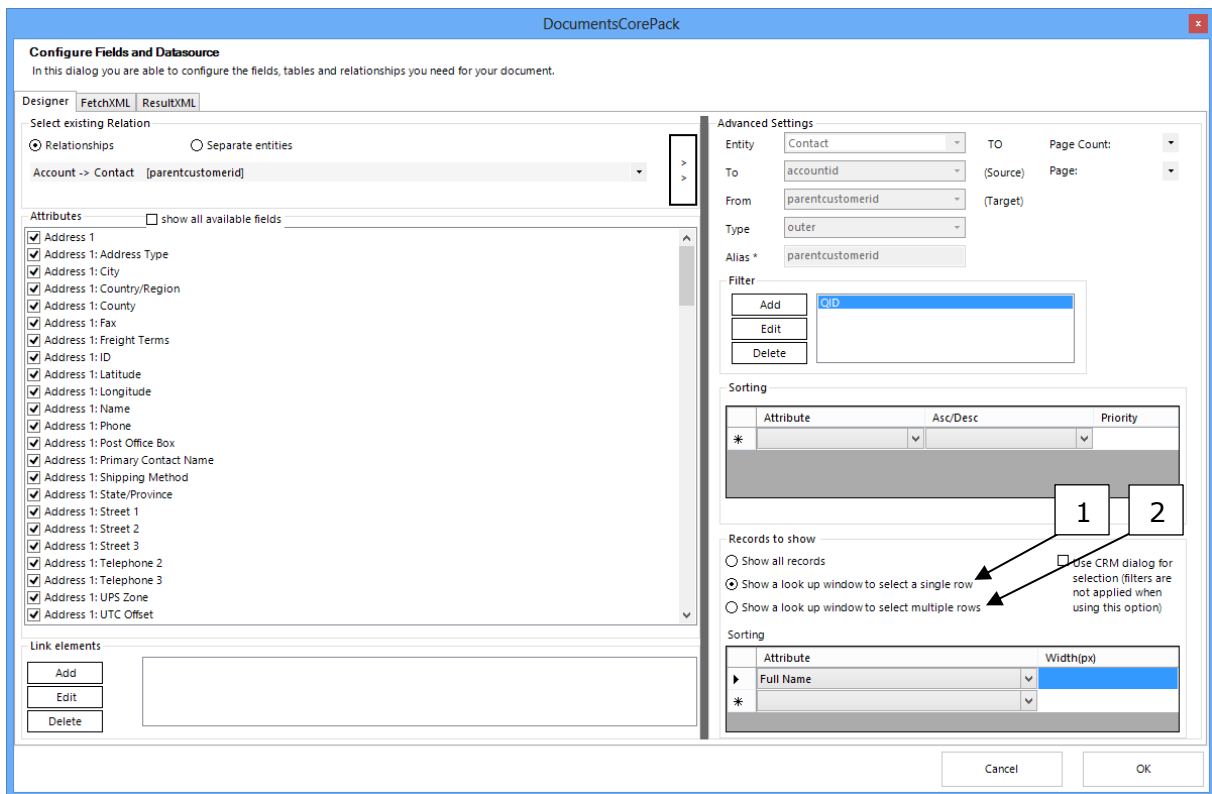 DocumentsCorePack
x
Configure Fields and Datasource
In this dialog you are able to configure the fields, tables and relationships you need for your document.
Designer FetchXML ResultXML
Select existing Relation
Relationships Separate entities
Account -> Contact [parentcustomerid]
>
>
Attributes show all available fields
Address 1
Address 1: Address Type
Address 1: City
Address 1: Country/Region
Address 1: County
Address 1: Fax
Address 1: Freight Terms
Address 1: ID
Address 1: Latitude
Address 1: Longitude
Address 1: Name
Address 1: Phone
Address 1: Post Office Box
Address 1: Primary Contact Name
Address 1: Shipping Method
Address 1: State/Province
Address 1: Street 1
Address 1: Street 2
Address 1: Street 3
Address 1: Telephone 2
Address 1: Telephone 3
Address 1: UPS Zone
Address 1: UTC Offset
Link elements
Add
Edit
Delete
Advanced Settings
Entity Contact TO Page Count:
To accountid (Source) Page:
From parentcustomerid (Target)
Type outer
Alias * parentcustomerid
Filter
Add QID
Edit
Delete
Sorting
Attribute Asc/Desc Priority
1 2
Records to show
Show all records
Show a look up window to select a single row
Show a look up window to select multiple rows
Use CRM dialog for
selection (filters are
not applied when
using this option)
Sorting
Attribute Width(px)
Full Name
Cancel OK